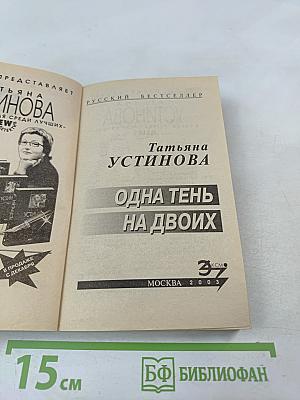 ПРЕДСТАВЛЯЕТ
ТЬЯНА
ИНОВА
СРЕДИ ЛУЧШИХ
В ПРОДАЖЕ
С ДЕКАБРЯ
РУССКИЙ БЕСТСЕЛЛЕР
Татьяна
УСТИНОВА
ОДНА ТЕНЬ
НА ДВОИХ
ЭКСМО
МОСКВА 2003
15 СМ
БФ БИБЛИОФАН